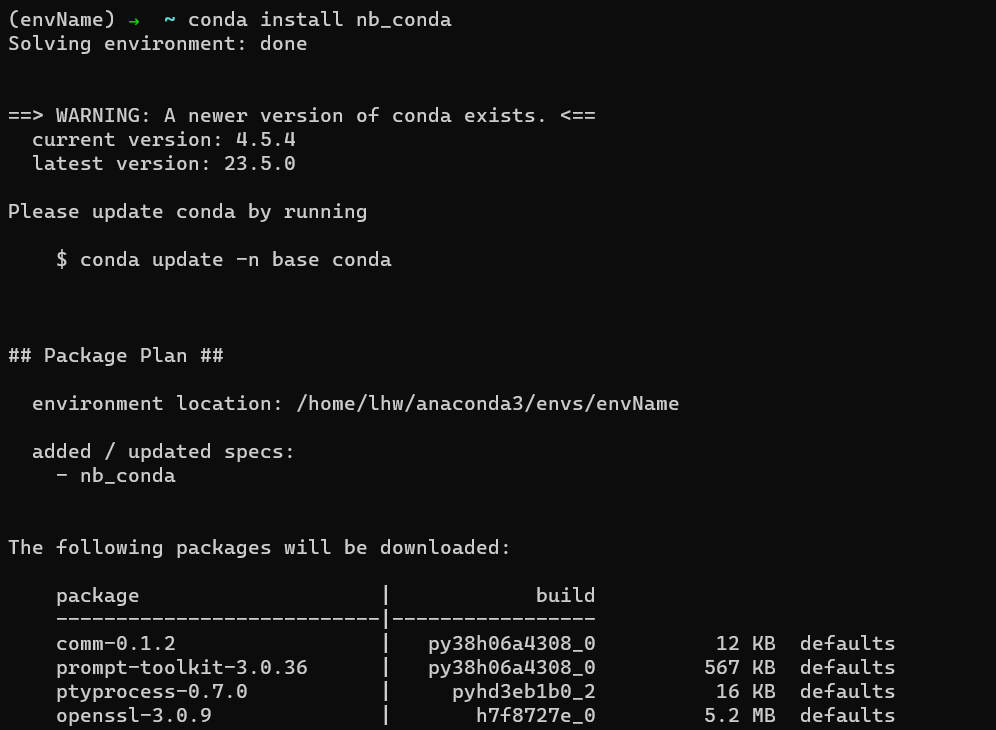 (envName) → ~ conda install nb_conda
Solving environment: done
==> WARNING: A newer version of conda exists. <==
  current version: 4.5.4
  latest version: 23.5.0
Please update conda by running
    $ conda update -n base conda
## Package Plan ##
  environment location: /home/lhw/anaconda3/envs/envName
  added / updated specs:
    - nb_conda
The following packages will be downloaded:
    package                    |            build
    ---------------------------|-----------------
    comm-0.1.2                 |   py38h06a4308_0          12 KB  defaults
    prompt-toolkit-3.0.36      |   py38h06a4308_0         567 KB  defaults
    ptyprocess-0.7.0           |     pyhd3eb1b0_2          16 KB  defaults
    openssl-3.0.9              |       h7f8727e_0         5.2 MB  defaults